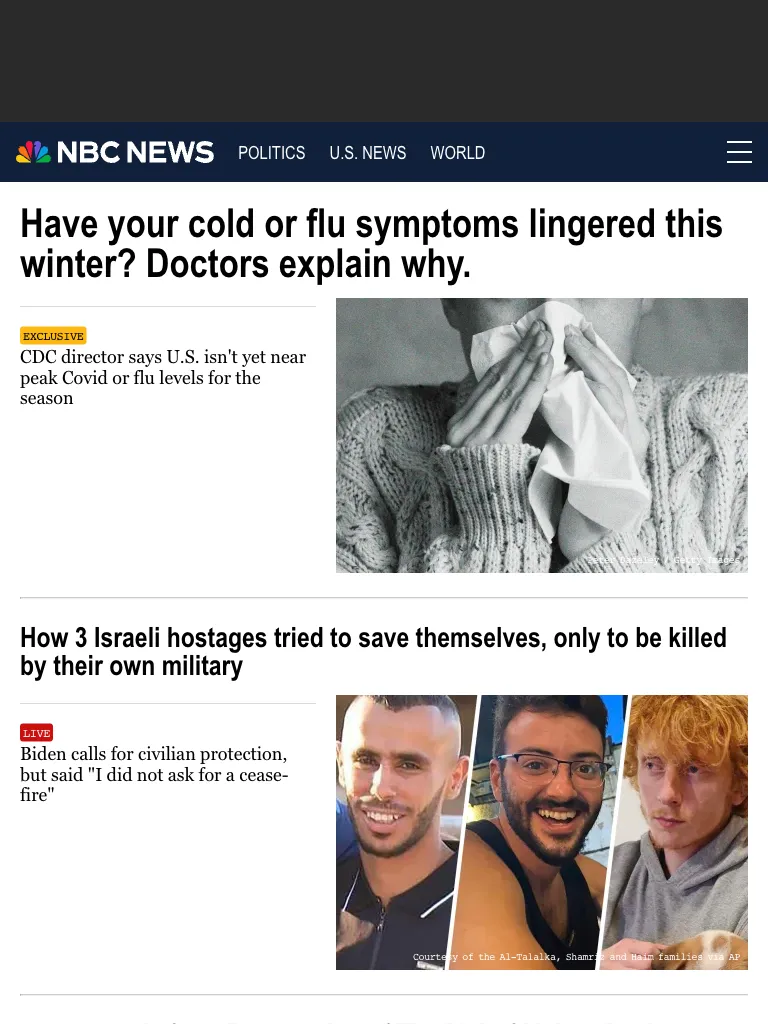 NBC NEWS POLITICS U.S. NEWS WORLD
Have your cold or flu symptoms lingered this
winter? Doctors explain why.
EXCLUSIVE
CDC director says U.S. isn't yet near
peak Covid or flu levels for the
season
Getty Images
How 3 Israeli hostages tried to save themselves, only to be killed
by their own military
LIVE
Biden calls for civilian protection,
but said "I did not ask for a cease-
fire"
Courtesy of the Al-Talalka, Shamriz and Haim families via AP